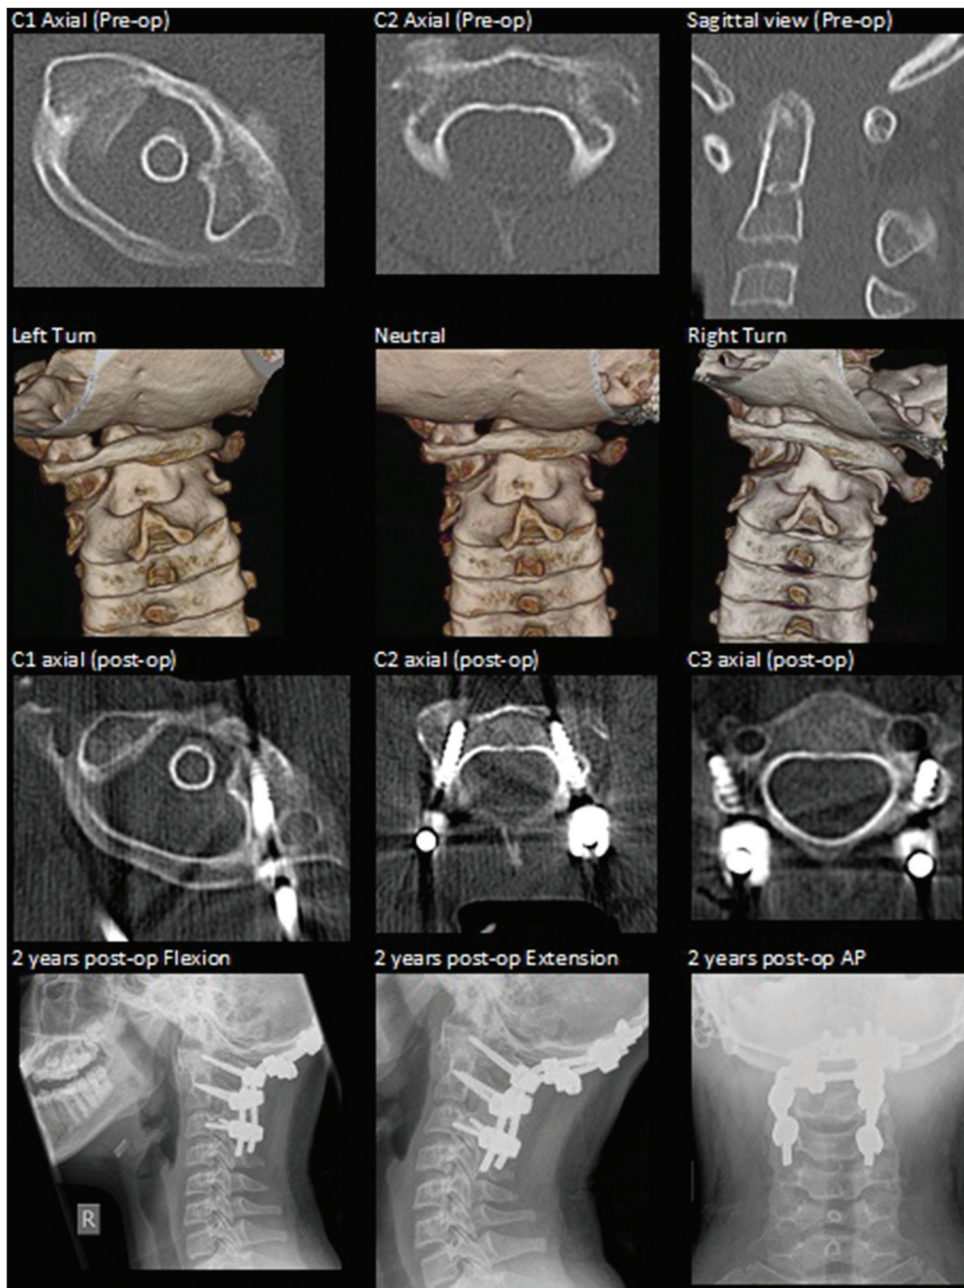 C1 Axial (Pre-op)
C2 Axial (Pre-op)
Sagittal view (Pre-op)
Left Turn
Neutral
Right Turn
C1 axial (post-op)
C2 axial (post-op)
C3 axial (post-op)
2 years post-op Flexion
2 years post-op Extension
2 years post-op AP
R